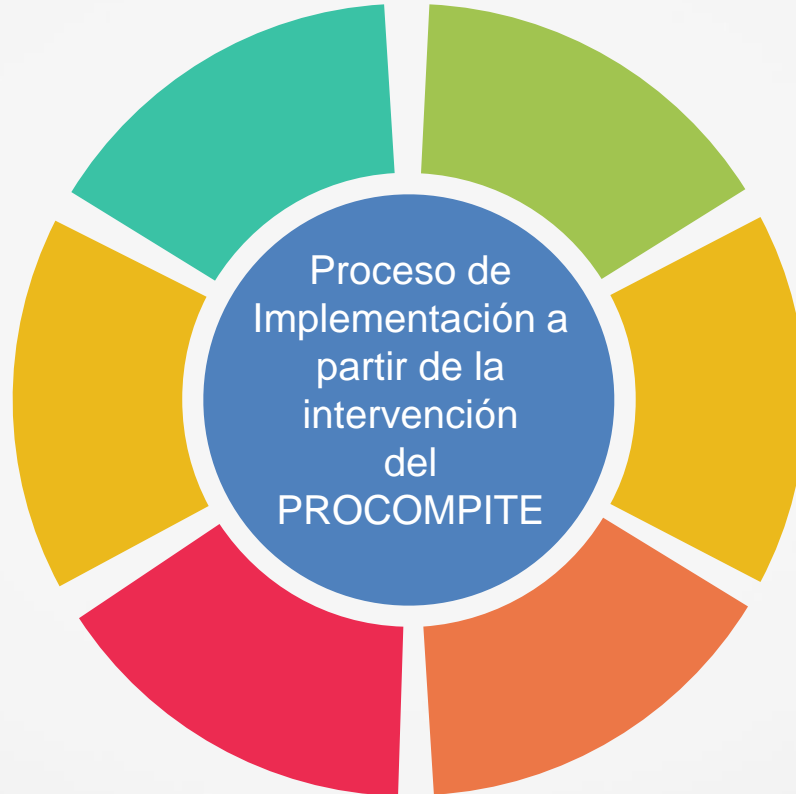 Proceso de
Implementación a
partir de la
intervención
del
PROCOMPITE